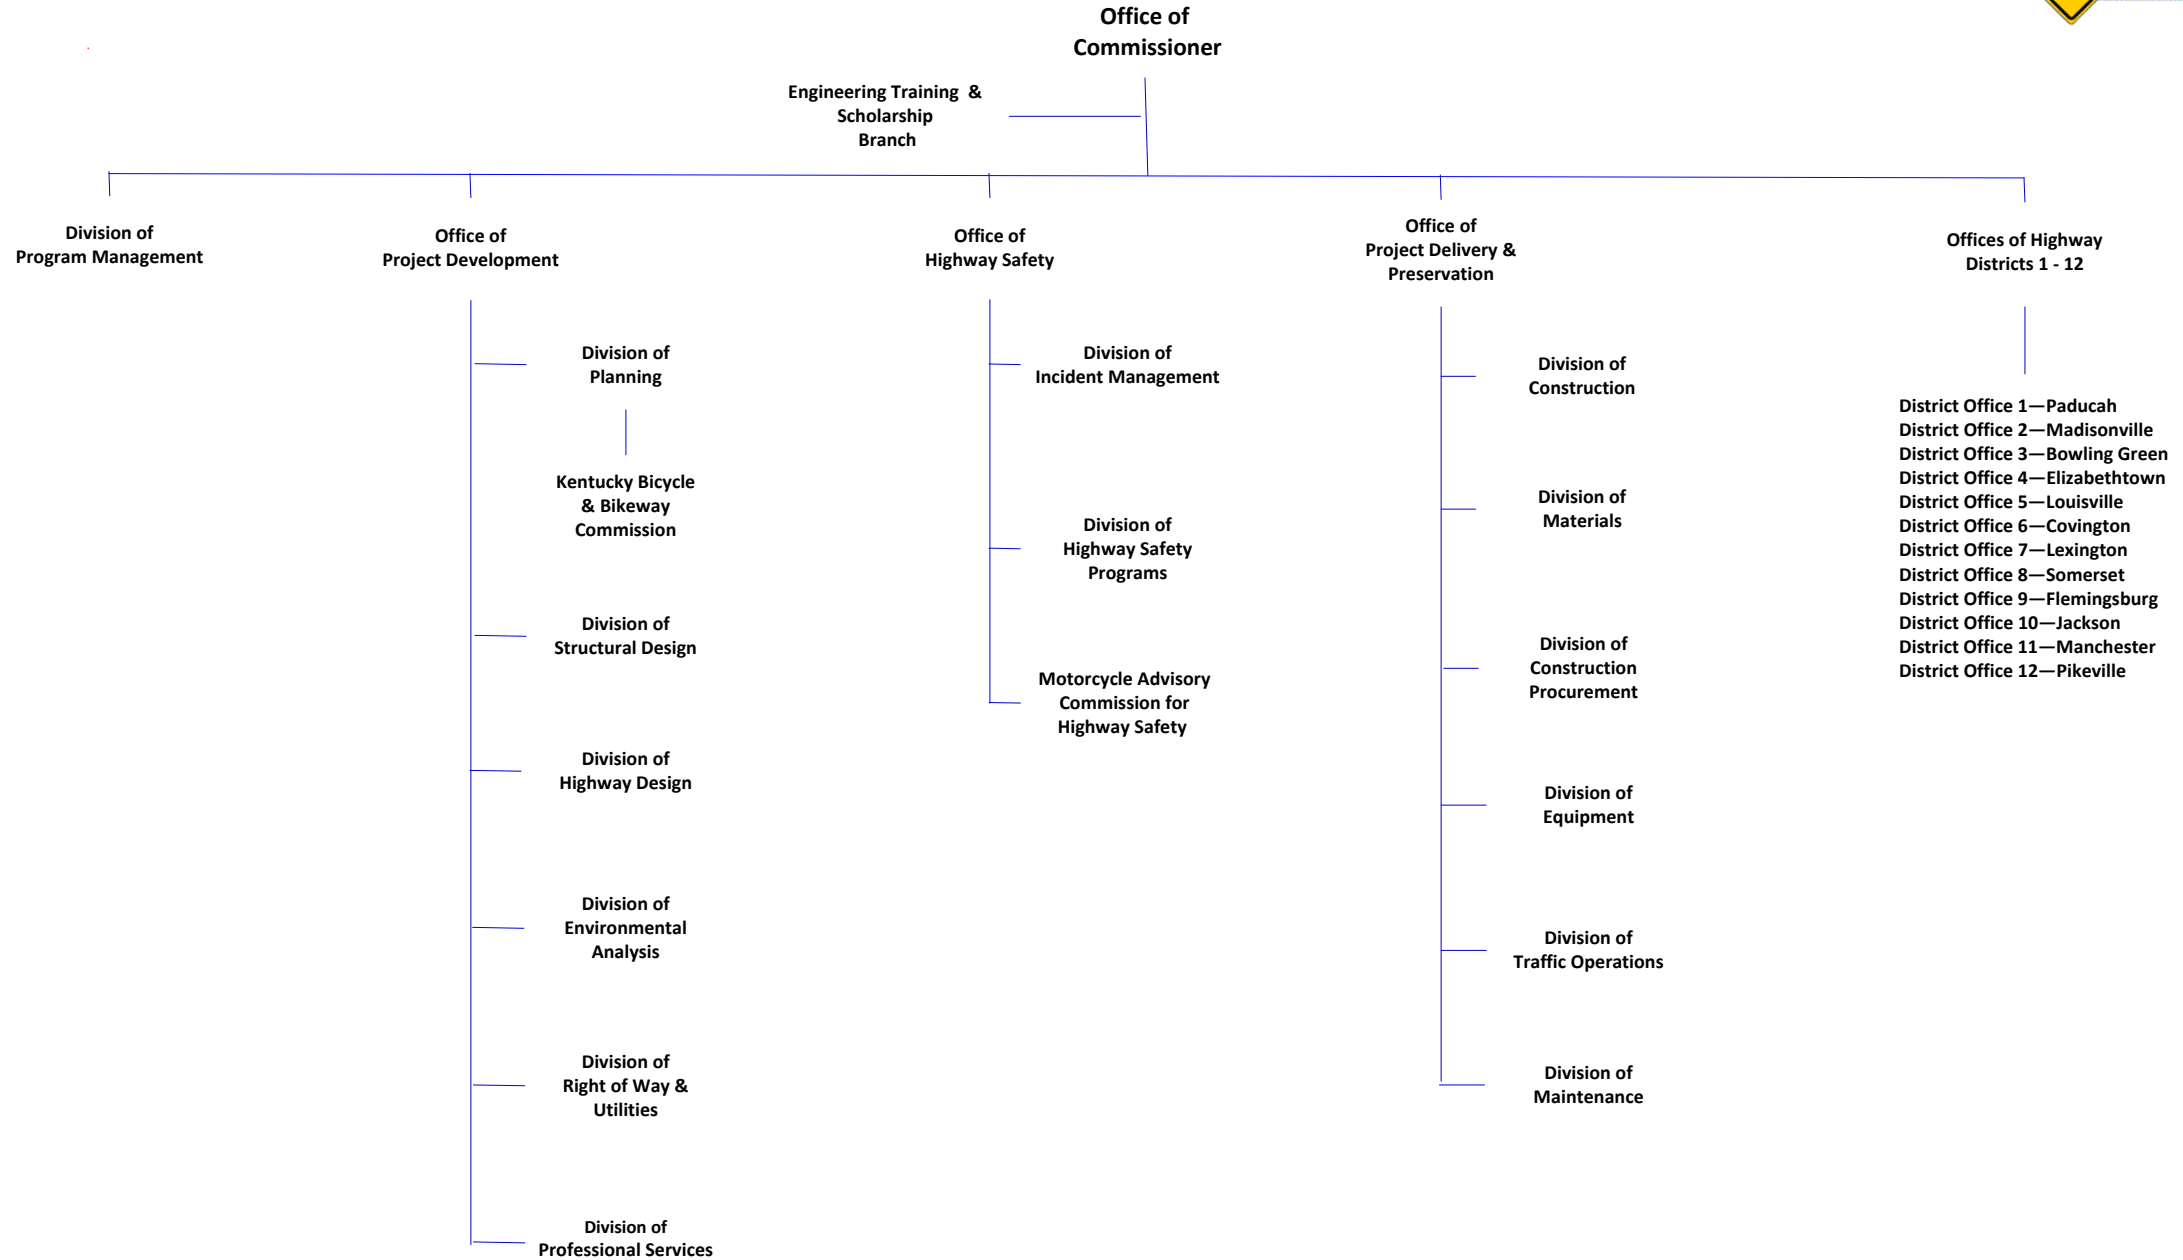 Office of
Commissioner
Engineering Training &
Scholarship
Branch
Division of
Program Management
Office of
Project Development
Office of
Highway Safety
Office of
Project Delivery &
Preservation
Offices of Highway
Districts 1 - 12
Division of
Planning
Kentucky Bicycle
& Bikeway
Commission
Division of
Structural Design
Division of
Highway Design
Division of
Environmental
Analysis
Division of
Right of Way &
Utilities
Division of
Professional Services
Division of
Incident Management
Division of
Highway Safety
Programs
Motorcycle Advisory
Commission for
Highway Safety
Division of
Construction
Division of
Materials
Division of
Construction
Procurement
Division of
Equipment
Division of
Traffic Operations
Division of
Maintenance
District Office 1—Paducah
District Office 2—Madisonville
District Office 3—Bowling Green
District Office 4—Elizabethtown
District Office 5—Louisville
District Office 6—Covington
District Office 7—Lexington
District Office 8—Somerset
District Office 9—Flemingsburg
District Office 10—Jackson
District Office 11—Manchester
District Office 12—Pikeville